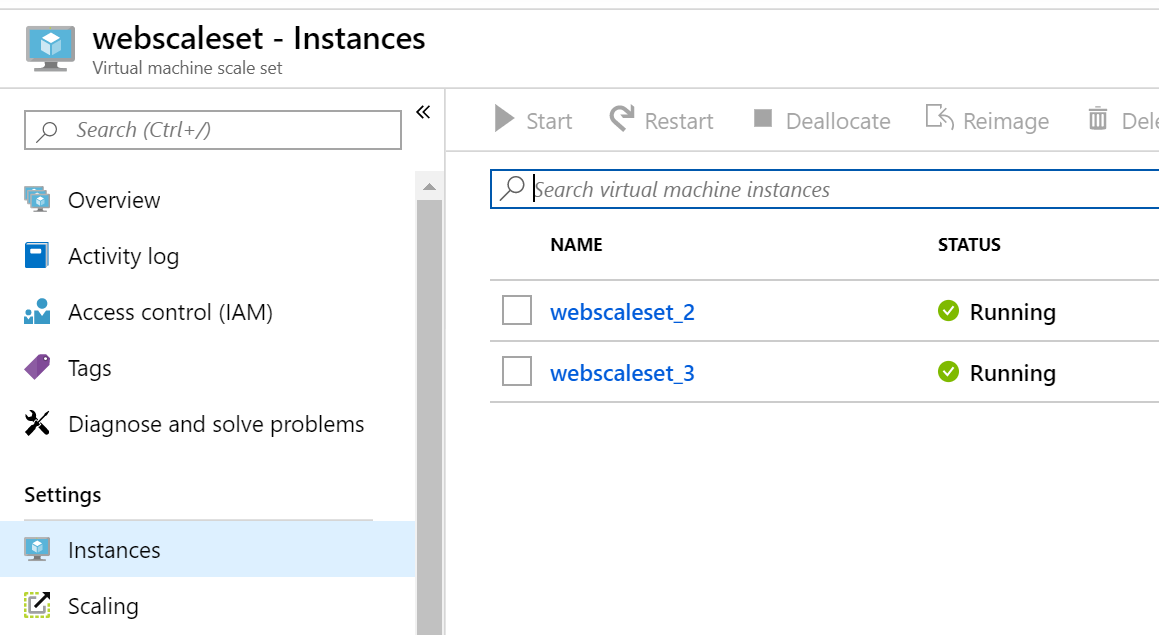 webscaleset - Instances
Virtual machine scale set
Search (Ctrl+/)
«
Overview
Activity log
Access control (IAM)
Tags
Diagnose and solve problems
Settings
Instances
Scaling
Start Restart Deallocate Reimage Dele
Search virtual machine instances
NAME STATUS
webscaleset_2 Running
webscaleset_3 Running